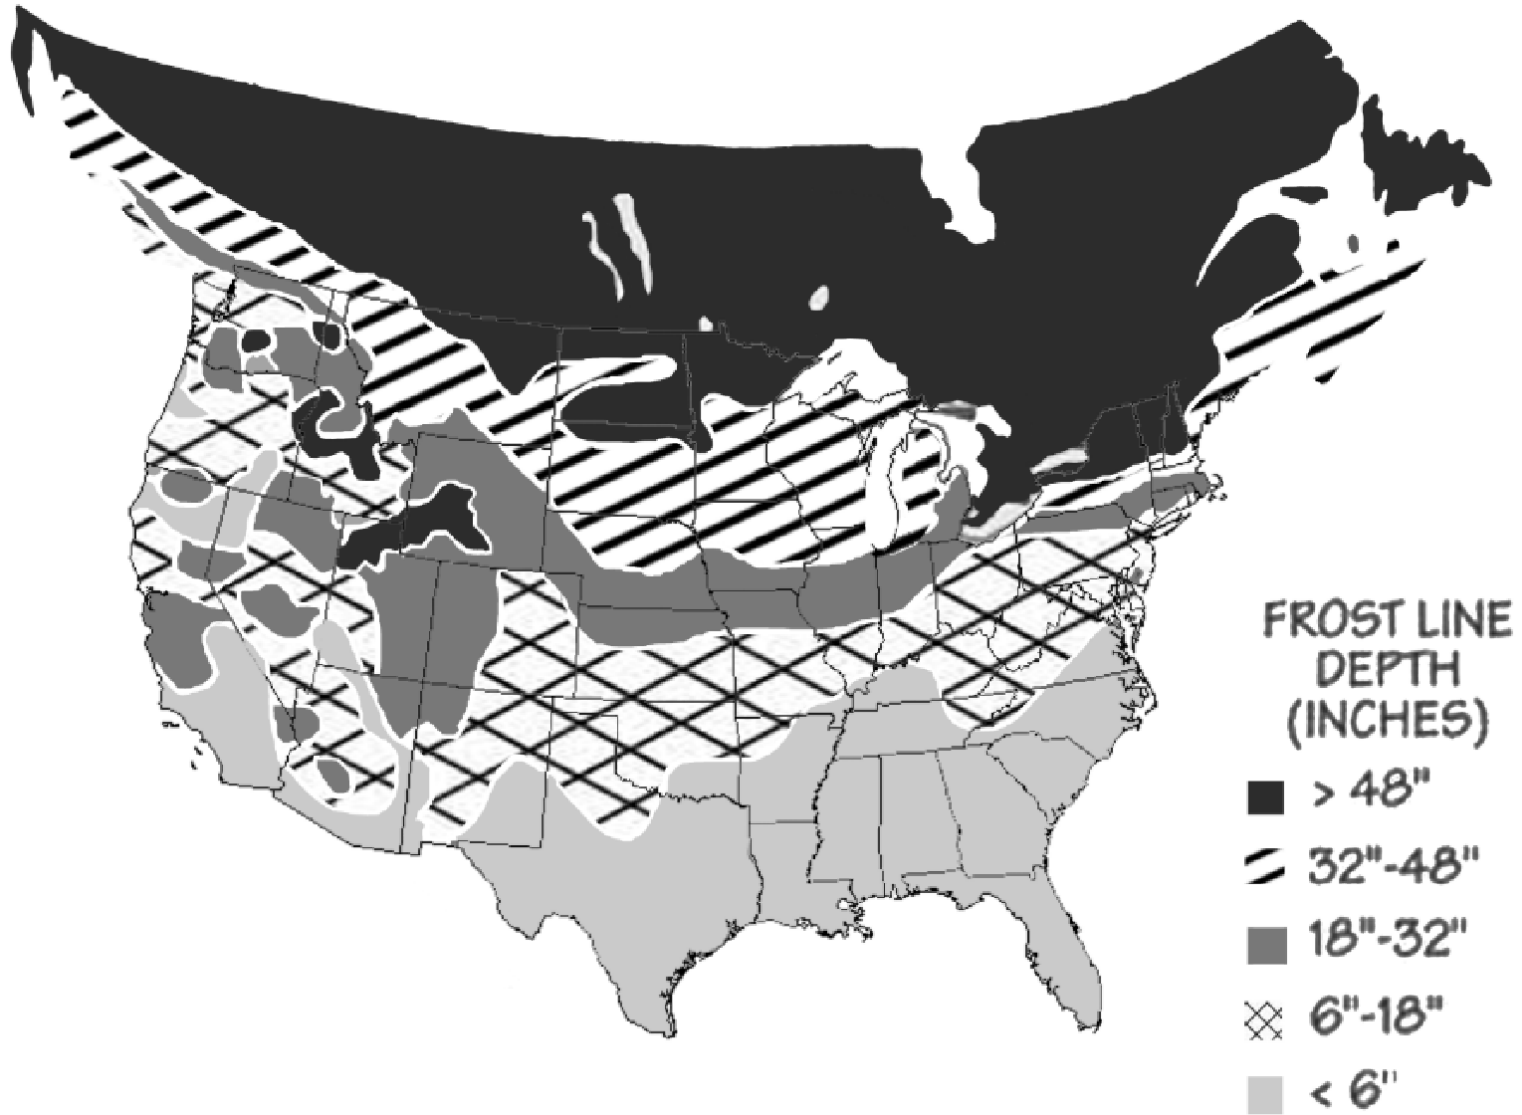 FROST LINE
DEPTH
(INCHES)
> 48"
32"-48"
18"-32"
6"-18"
< 6"